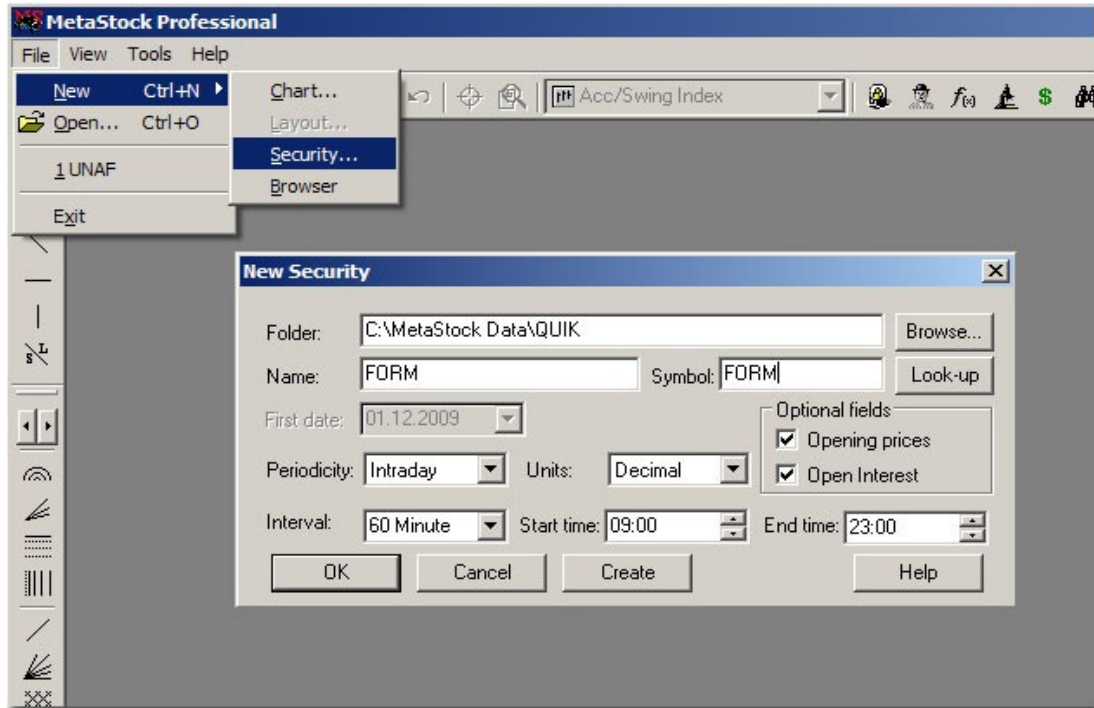 MetaStock Professional
File View Tools Help
New Ctrl+N Chart... Acc/Swing Index f(x) $
Open... Ctrl+O Layout...
Security...
1 UNAF Browser
Exit
New Security
Folder: C:\MetaStock Data\QUIK Browse...
Name: FORM Symbol: FORM Look-up
First date: 01.12.2009 Optional fields
Opening prices
Periodicity: Intraday Units: Decimal Open Interest
Interval: 60 Minute Start time: 09:00 End time: 23:00
OK Cancel Create Help